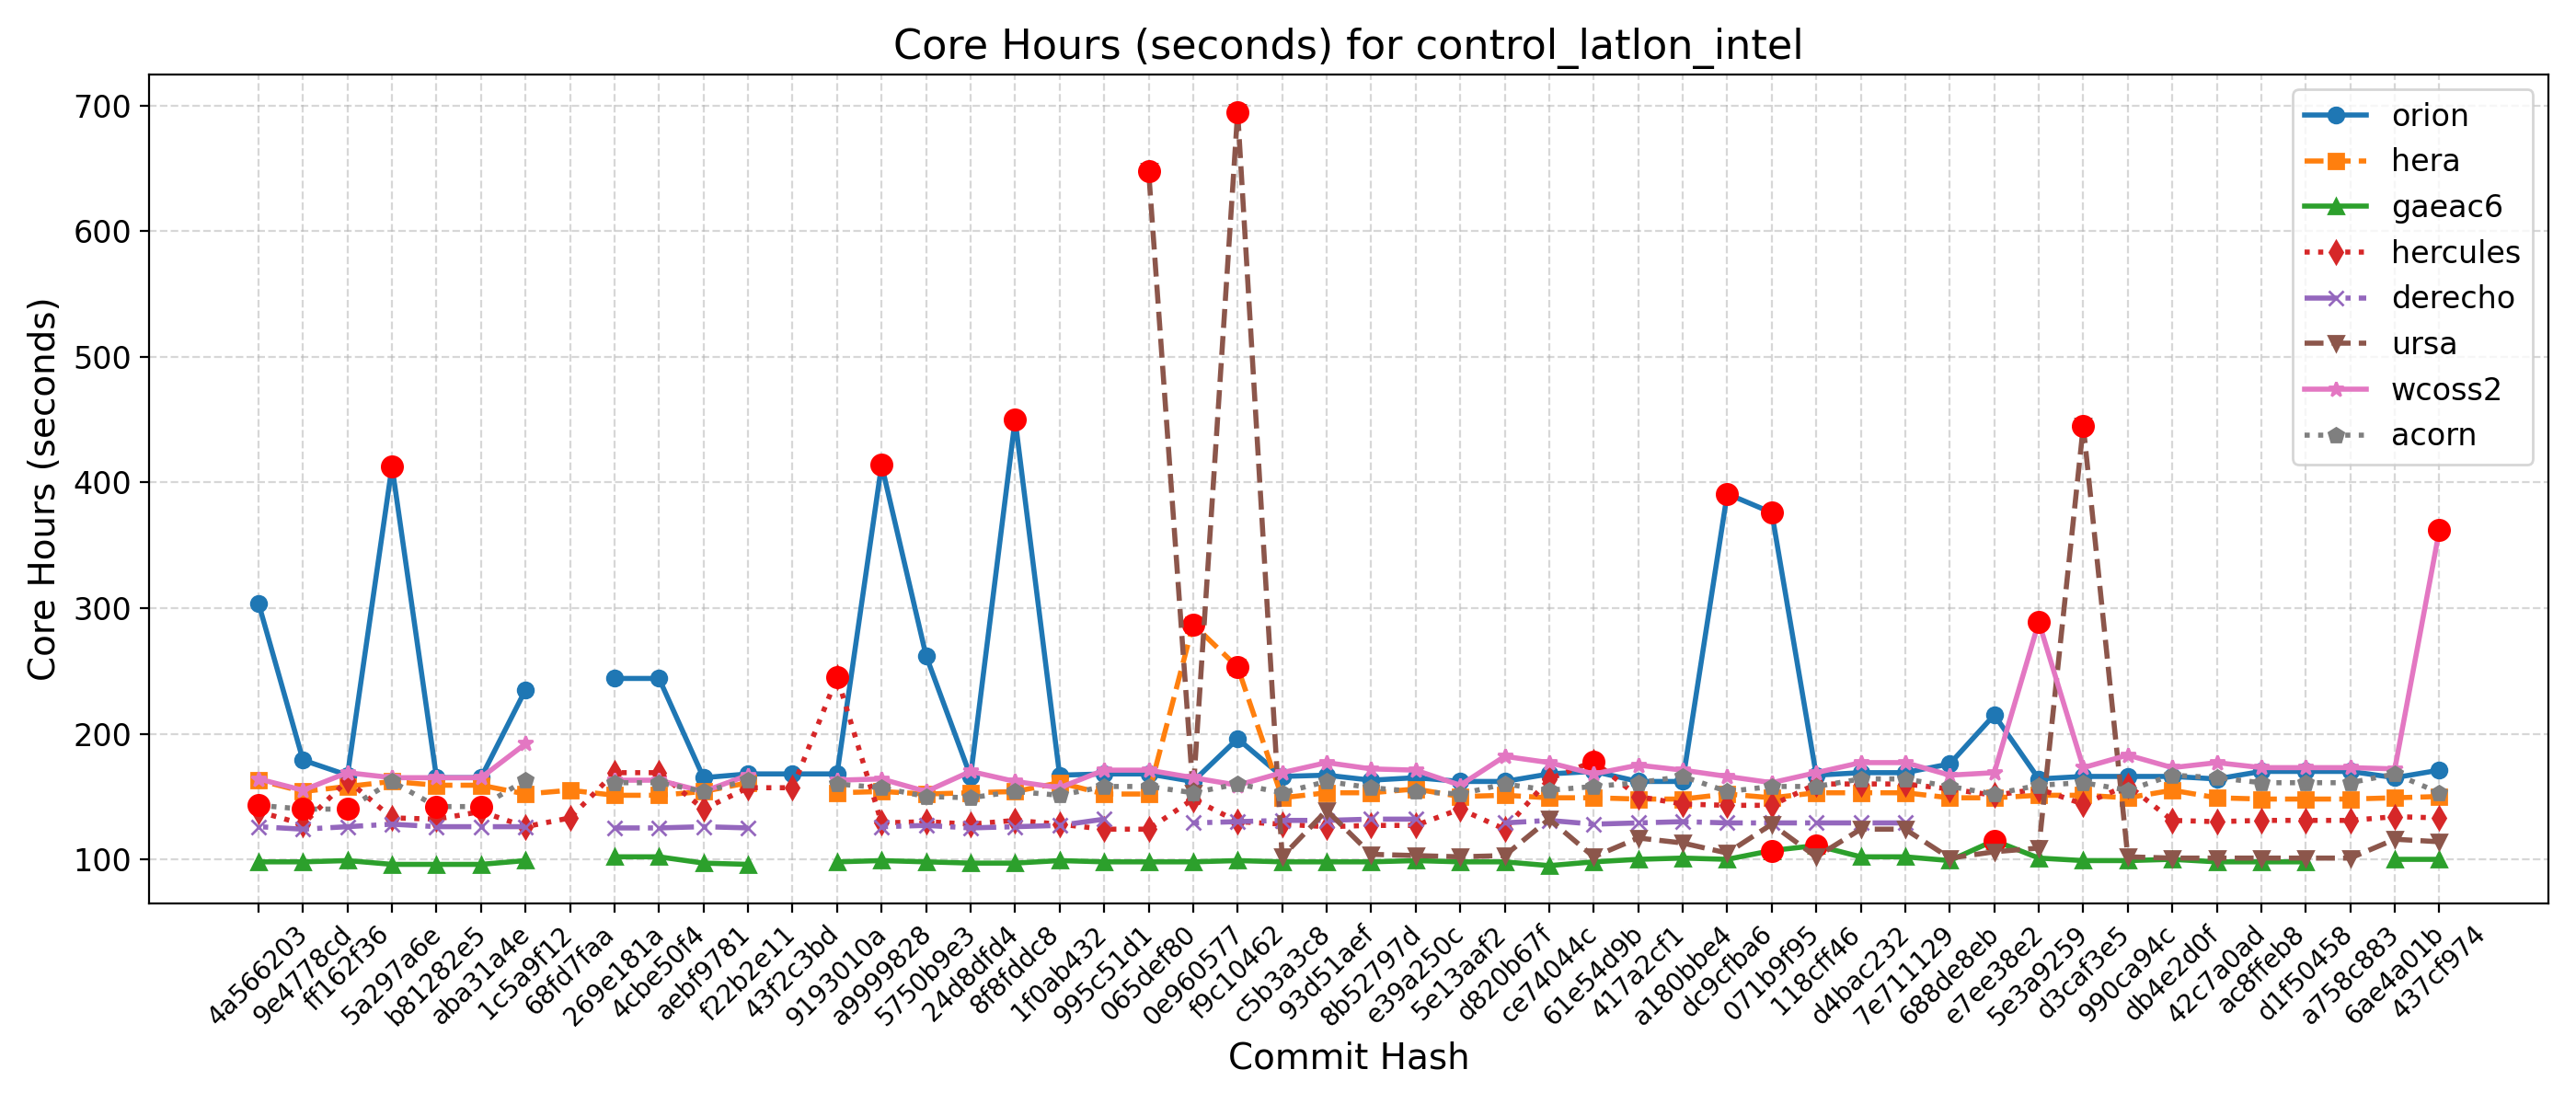 Core Hours (seconds) for control_latlon_intel
Core Hours (seconds)
700
600
500
400
300
200
100
orion
hera
gaeac6
hercules
derecho
ursa
wcoss2
acorn
4a566203
9e4778cd
ff162f36
5a297a6e
b81282e5
aba31a4e
1c5a9f12
68fd7faa
269e181a
4cbe50f4
aebf9781
f22b2e11
43f2c3bd
9193010a
a9999828
5750b9e3
24d8dfd4
8f8fddc8
1f0ab432
995c51d1
065def80
0e960577
f9c10462
c5b3a3c8
93d51aef
8b52797d
e39a250c
5e13aaf2
d820b67f
ce74044c
61e54d9b
417a2cf1
a180bbe4
dc9cfba6
071b9f95
118cff46
d4bac232
7e711129
688de8eb
e7ee38e2
5e3a9259
d3caf3e5
990ca94c
db4e2d0f
42c7a0ad
ac8ffeb8
d1f50458
a758c883
6ae4a01b
437cf974
Commit Hash